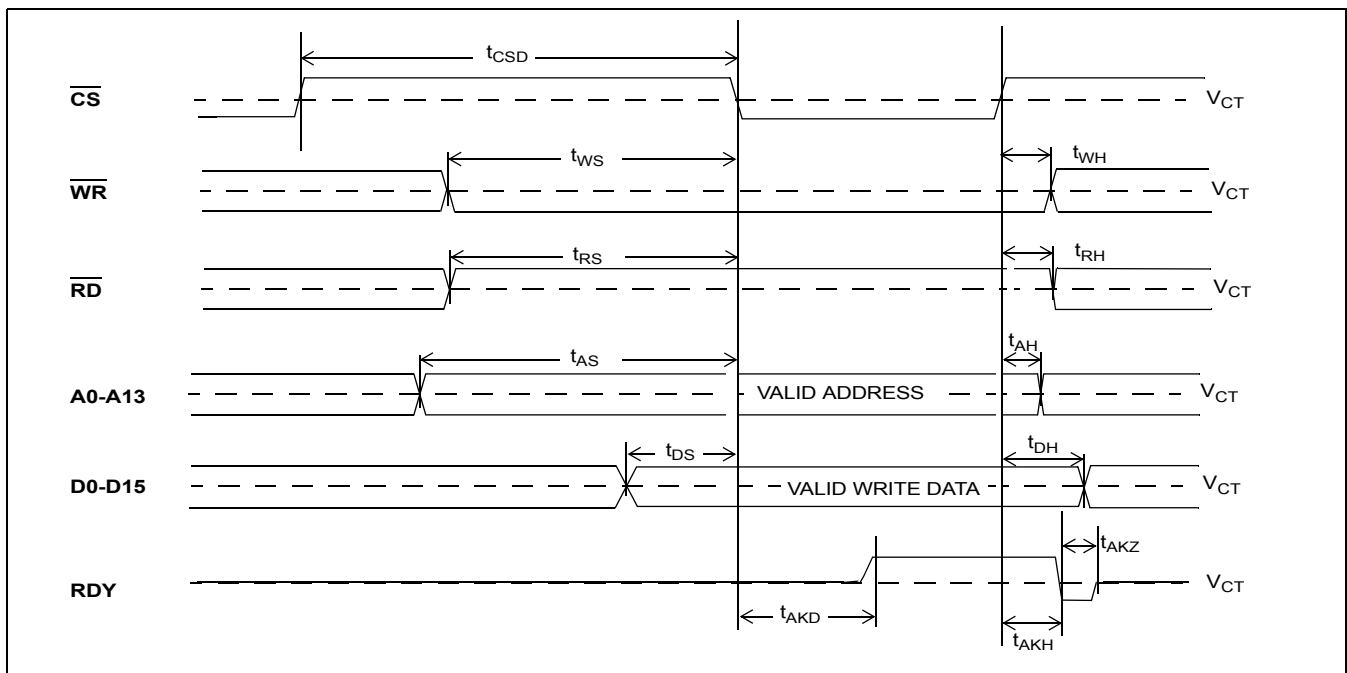 tCSD
CS VCT
tWS tWH
WR VCT
tRS tRH
RD VCT
tAS tAH
A0-A13 VALID ADDRESS VCT
tDS tDH
D0-D15 VALID WRITE DATA VCT
tAKZ
RDY VCT
tAKD
tAKH